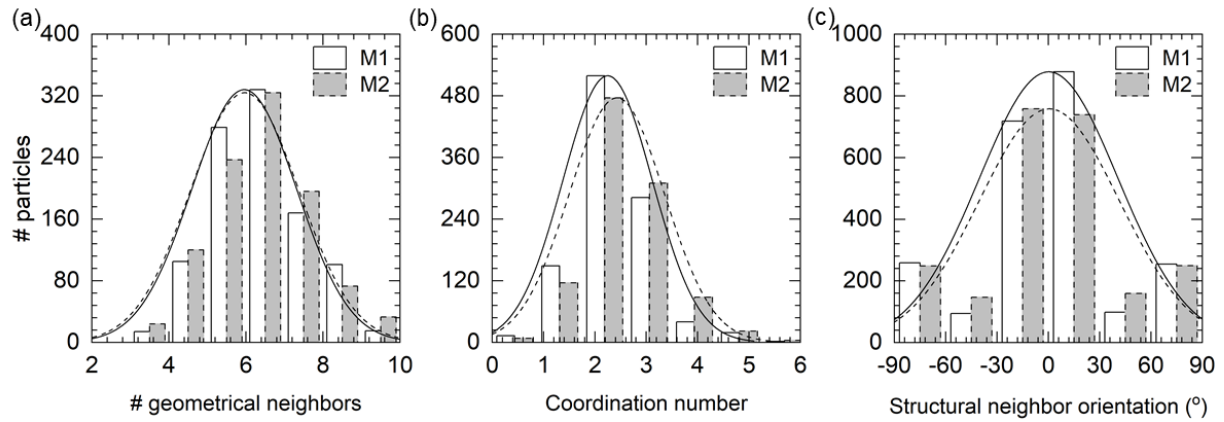 (a)
400
320
240
160
80
0
2 4 6 8 10
# particles
# geometrical neighbors
M1
M2
(b)
600
480
360
240
120
0
0 1 2 3 4 5 6
Coordination number
M1
M2
(c)
1000
800
600
400
200
0
-90 -60 -30 0 30 60 90
Structural neighbor orientation (º)
M1
M2